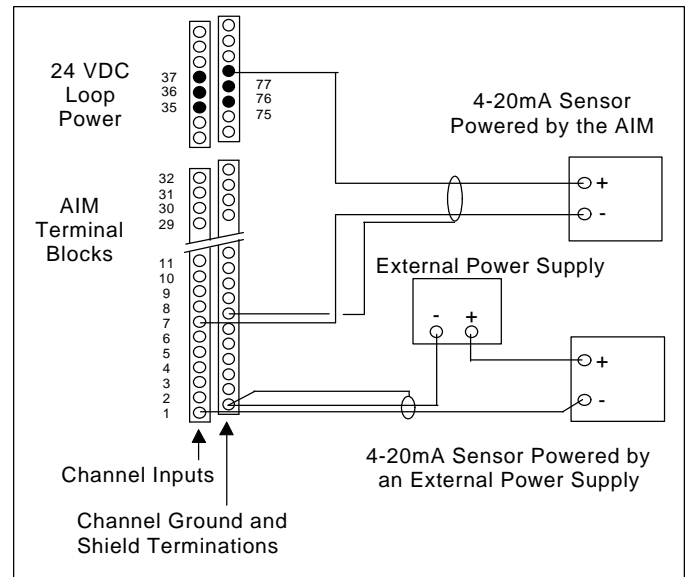 24 VDC
Loop
Power
37
36
35
77
76
75
4-20mA Sensor
Powered by the AIM
+
-
AIM
Terminal
Blocks
32
31
30
29
11
10
9
8
7
6
5
4
3
2
1
External Power Supply
- +
+
-
4-20mA Sensor Powered by
an External Power Supply
Channel Inputs
Channel Ground and
Shield Terminations